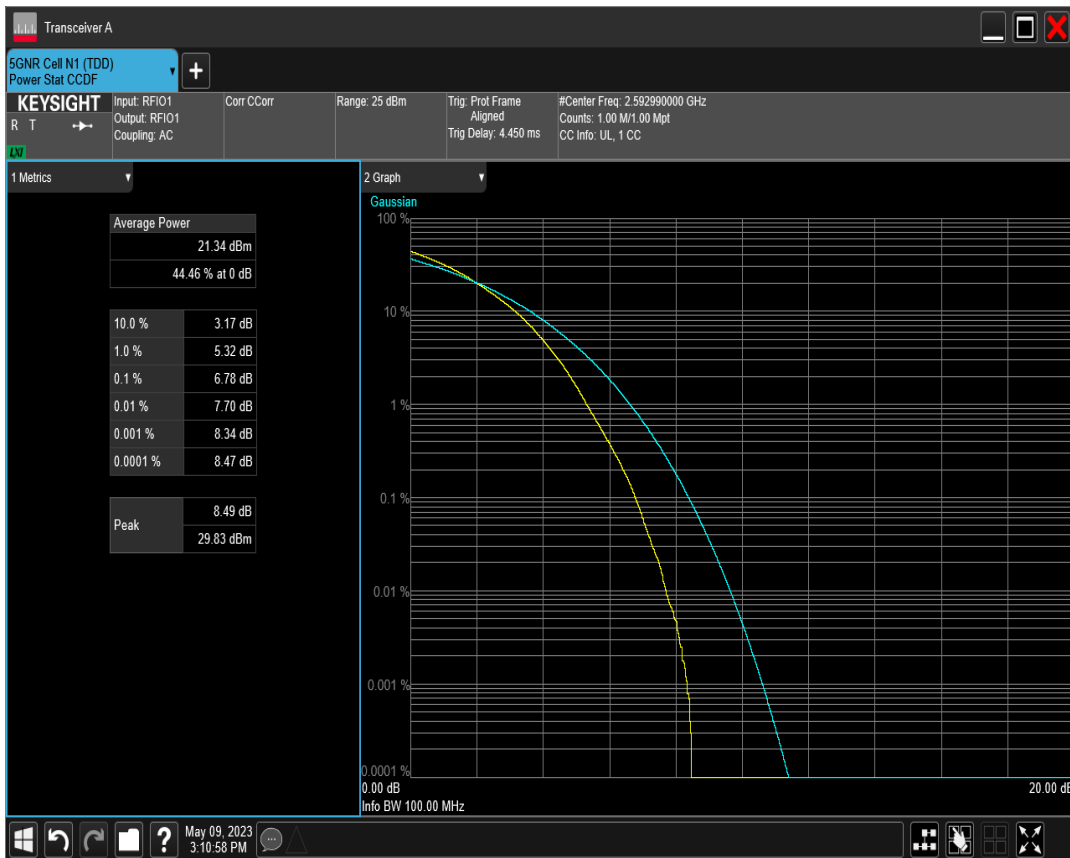 Transceiver A
5GNR Cell N1 (TDD)
Power Stat CCDF
+
KEYSIGHT
R T
LXI
Input: RFIO1
Output: RFIO1
Coupling: AC
Corr CCorr
Range: 25 dBm
Trig: Prot Frame
Aligned
Trig Delay: 4.450 ms
#Center Freq: 2.592990000 GHz
Counts: 1.00 M/1.00 Mpt
CC Info: UL, 1 CC
1 Metrics
Average Power
21.34 dBm
44.46 % at 0 dB
10.0 % 3.17 dB
1.0 % 5.32 dB
0.1 % 6.78 dB
0.01 % 7.70 dB
0.001 % 8.34 dB
0.0001 % 8.47 dB
Peak 8.49 dB
29.83 dBm
2 Graph
Gaussian
100 %
10 %
1 %
0.1 %
0.01 %
0.001 %
0.0001 %
0.00 dB 20.00 dB
Info BW 100.00 MHz
?
May 09, 2023
3:10:58 PM